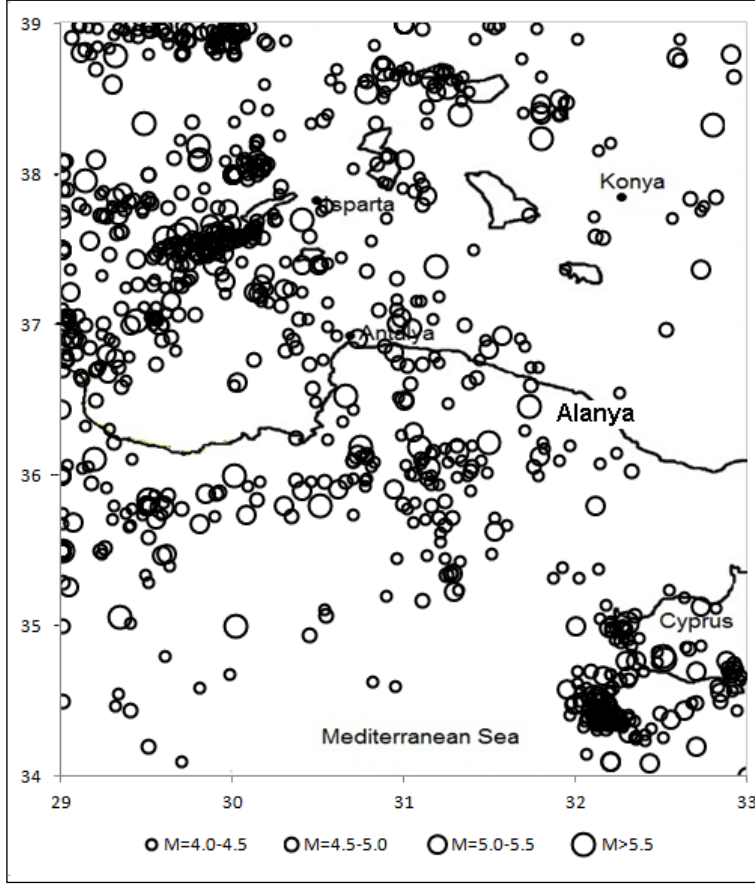 39
38
Konya
Isparta
37
Antalya
Alanya
36
35
Cyprus
Mediterranean Sea
34
29 30 31 32 33
M=4.0-4.5 M=4.5-5.0 M=5.0-5.5 M>5.5